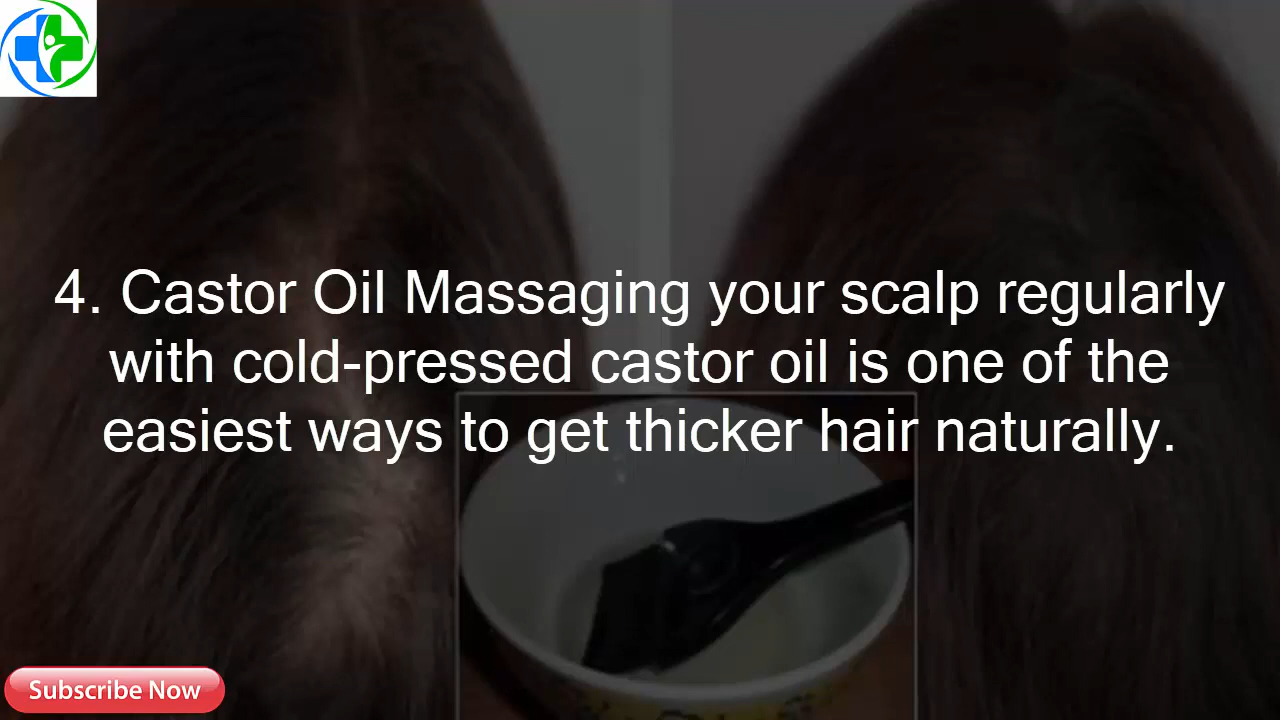 4. Castor Oil Massaging your scalp regularly
with cold-pressed castor oil is one of the
easiest ways to get thicker hair naturally.
Subscribe Now